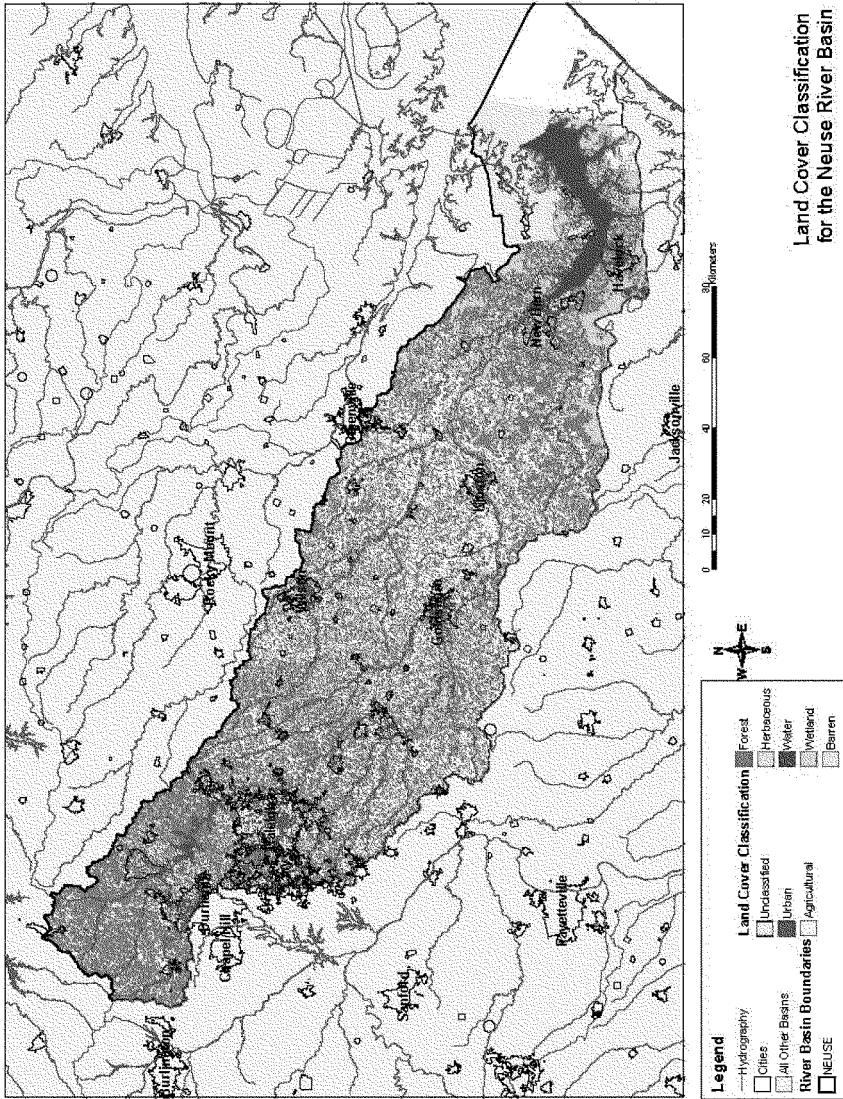 Land Cover Classification
for the Neuse River Basin
Burlington
Chapel Hill
Durham
Raleigh
Rocky Mount
Wilson
Greenville
Sanford
Fayetteville
Goldsboro
Kinston
New Bern
Havelock
Jacksonville
0 10 20 40 60 80
Kilometers
N
W E
S
Legend
Hydrography
Cities
All Other Basins
River Basin Boundaries
NEUSE
Land Cover Classification
Unclassified
Urban
Agricultural
Forest
Herbaceous
Water
Wetland
Barren